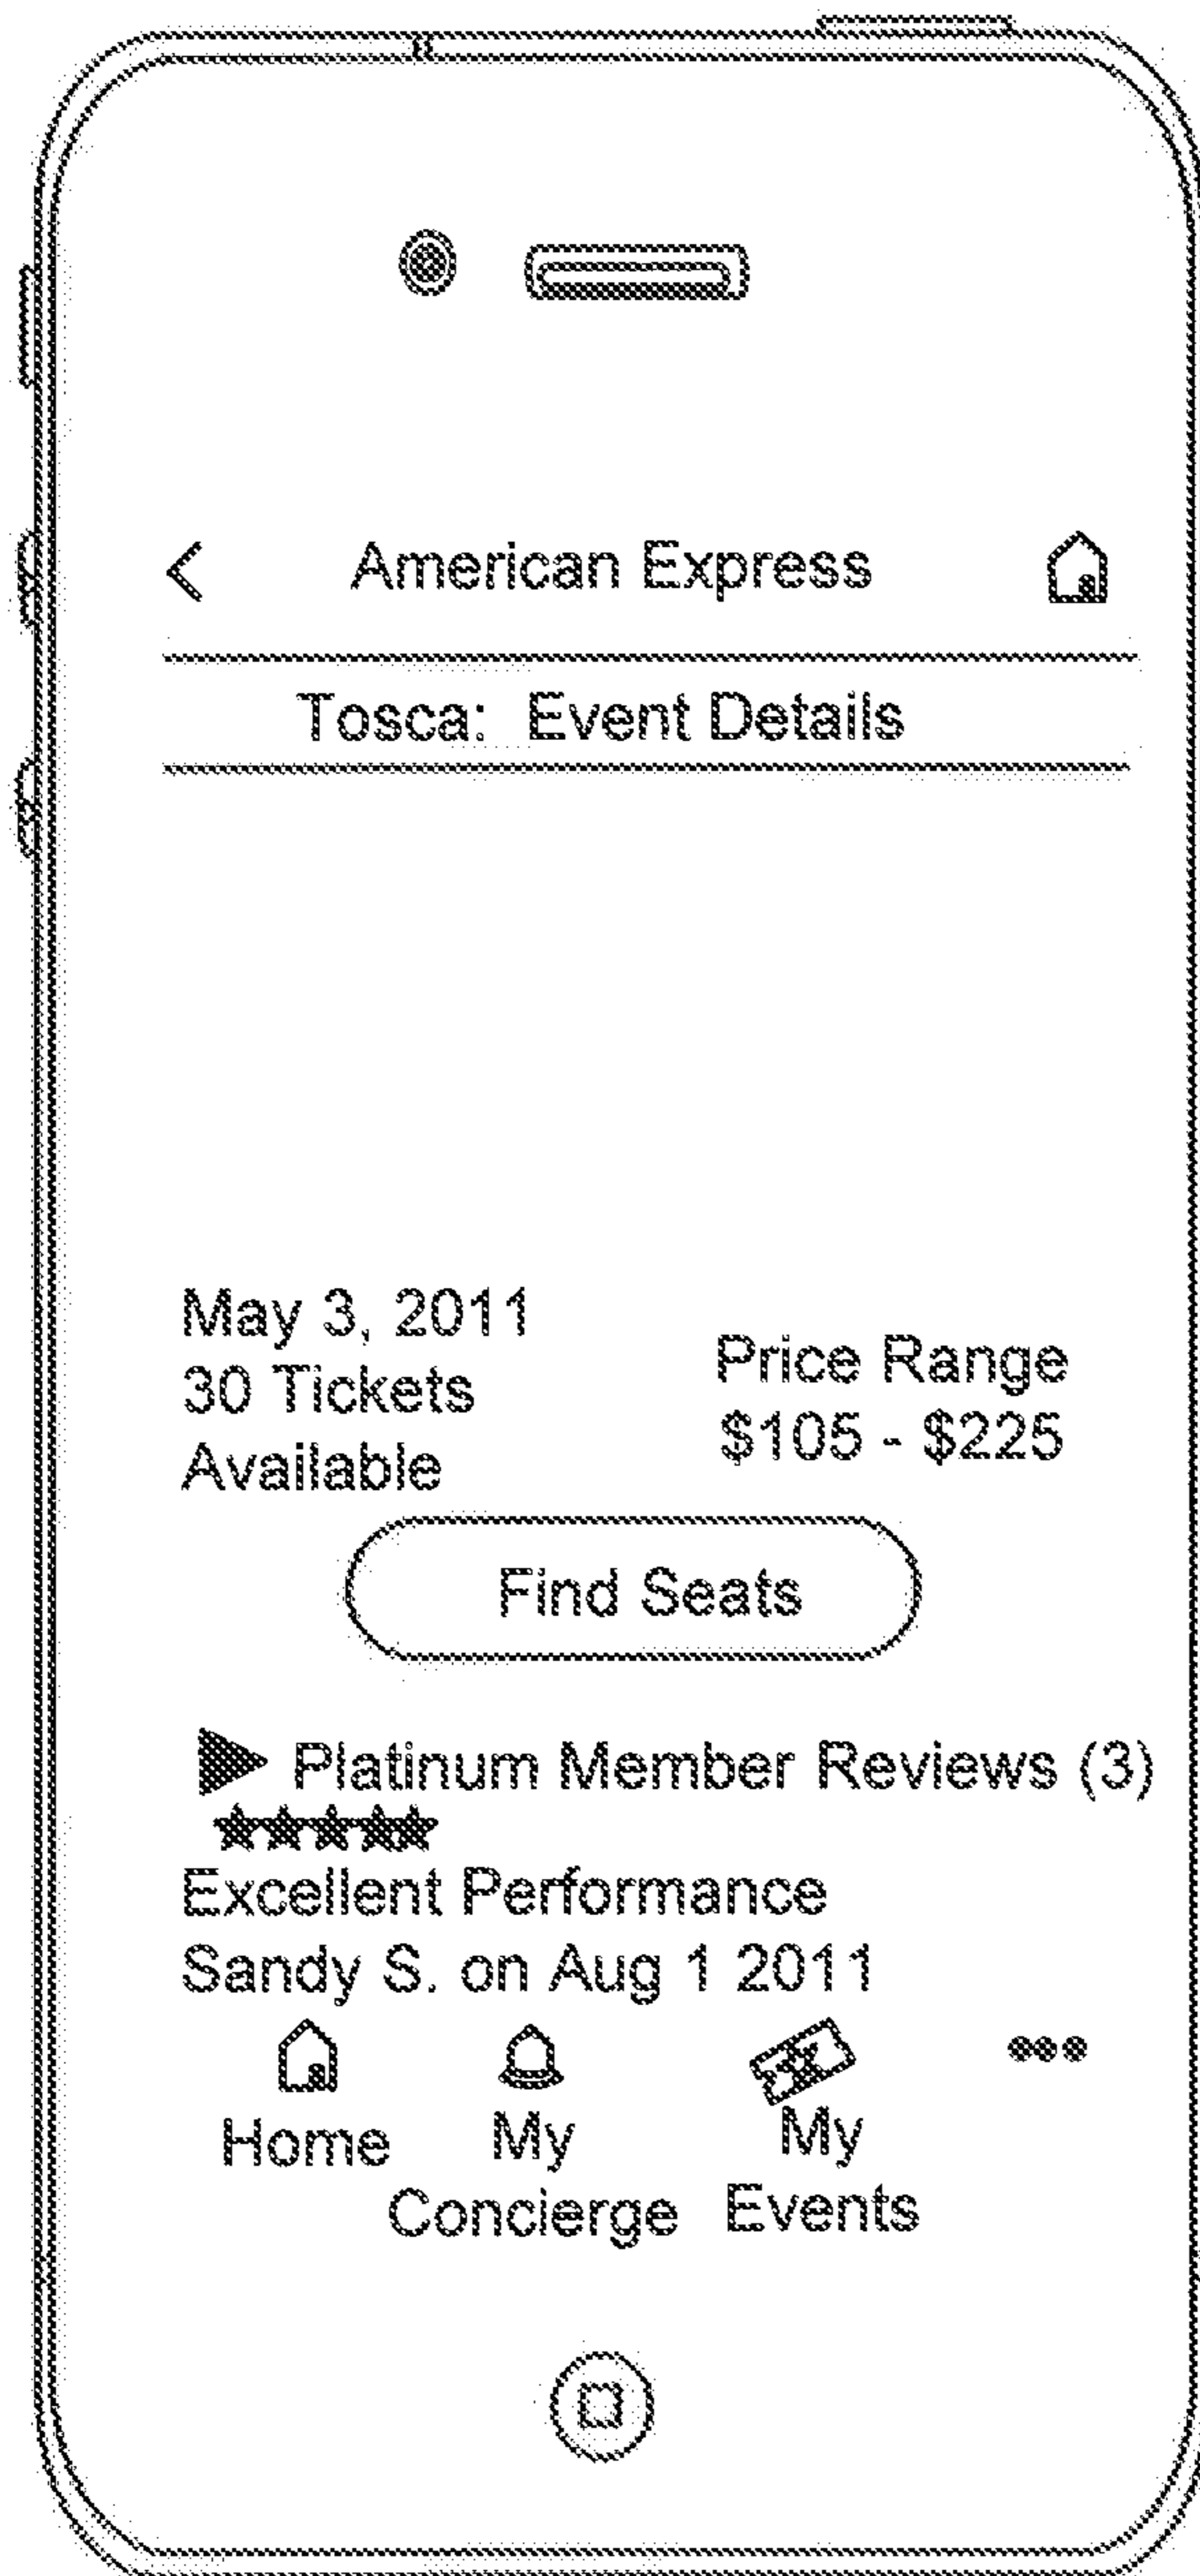 American Express
Tosca: Event Details
May 3, 2011
30 Tickets
Available
Price Range
$105 - $225
Find Seats
Platinum Member Reviews (3)
Excellent Performance
Sandy S. on Aug 1 2011
Home
My
Concierge
My
Events